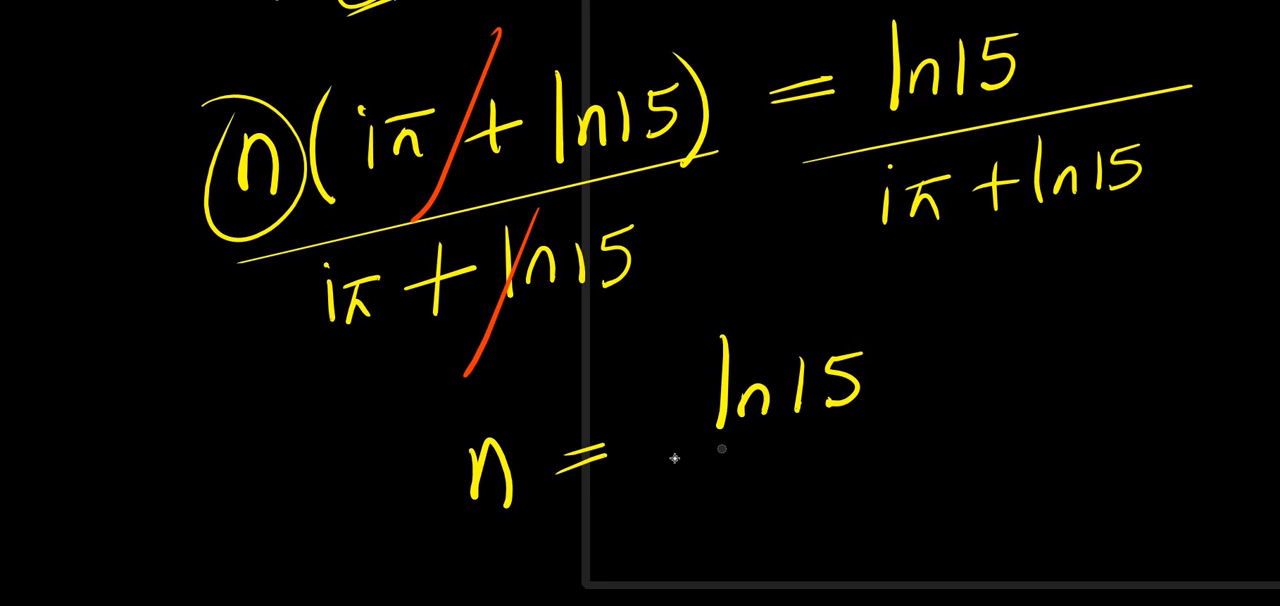 n(iπ + ln15) = ln15
iπ + ln15 iπ + ln15
n = ln15